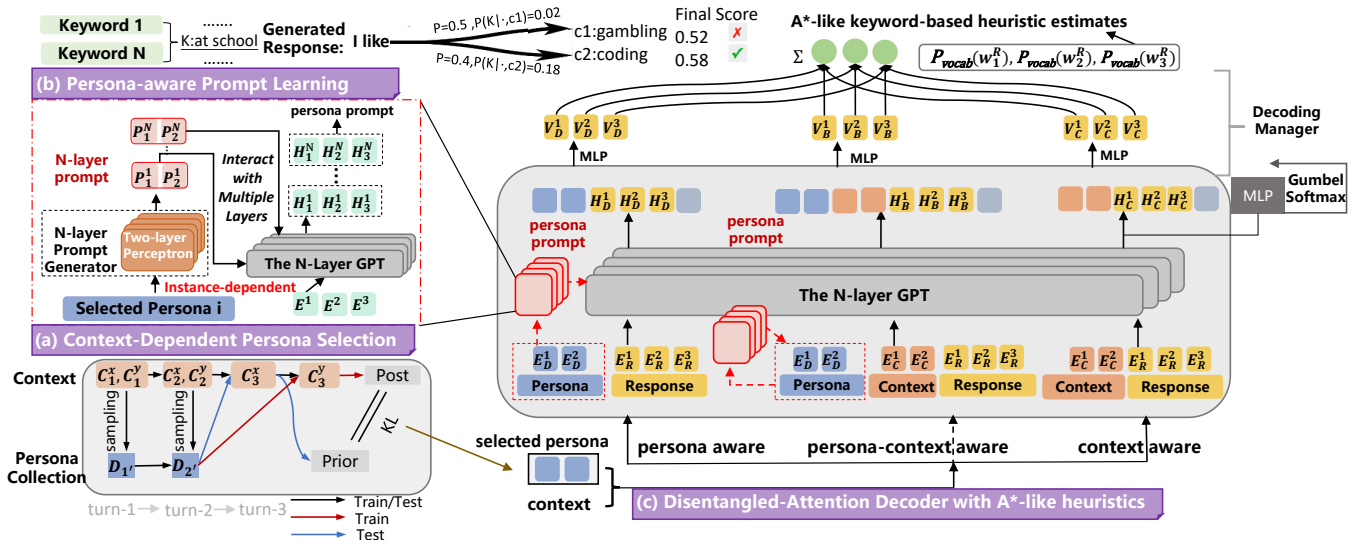 Keyword 1
Keyword N
.......
K:at school
.......
Generated
Response:
I like
P=0.5 ,P(K|·,c1)=0.02
P=0.4,P(K|·,c2)=0.18
c1:gambling
c2:coding
Final Score
0.52 ✗
0.58 ✓
A*-like keyword-based heuristic estimates
Σ
P_vocab(w_1^R), P_vocab(w_2^R), P_vocab(w_3^R)
Decoding
Manager
(b) Persona-aware Prompt Learning
persona prompt
P_1^N P_2^N
N-layer
prompt
P_1^1 P_2^1
Interact
with
Multiple
Layers
H_1^N H_2^N H_3^N
H_1^1 H_2^1 H_3^1
N-layer
Prompt
Generator
Two-layer
Perceptron
The N-Layer GPT
Instance-dependent
Selected Persona i
E^1 E^2 E^3
(a) Context-Dependent Persona Selection
Context
C_1^x, C_1^y C_2^x, C_2^y C_3^x C_3^y
Post
sampling
sampling
KL
Prior
Persona
Collection
D_1' D_2'
turn-1 turn-2 turn-3
Train/Test
Train
Test
V_D^1 V_D^2 V_D^3
V_B^1 V_B^2 V_B^3
V_C^1 V_C^2 V_C^3
MLP
MLP
MLP
H_D^1 H_D^2 H_D^3
H_B^1 H_B^2 H_B^3
H_C^1 H_C^2 H_C^3
MLP
Gumbel
Softmax
persona
prompt
persona
prompt
The N-layer GPT
E_D^1 E_D^2
E_R^1 E_R^2 E_R^3
E_D^1 E_D^2
E_C^1 E_C^2
E_R^1 E_R^2 E_R^3
E_C^1 E_C^2
E_R^1 E_R^2 E_R^3
Persona
Response
Persona
Context
Response
Context
Response
persona aware
persona-context aware
context aware
selected persona
context
(c) Disentangled-Attention Decoder with A*-like heuristics